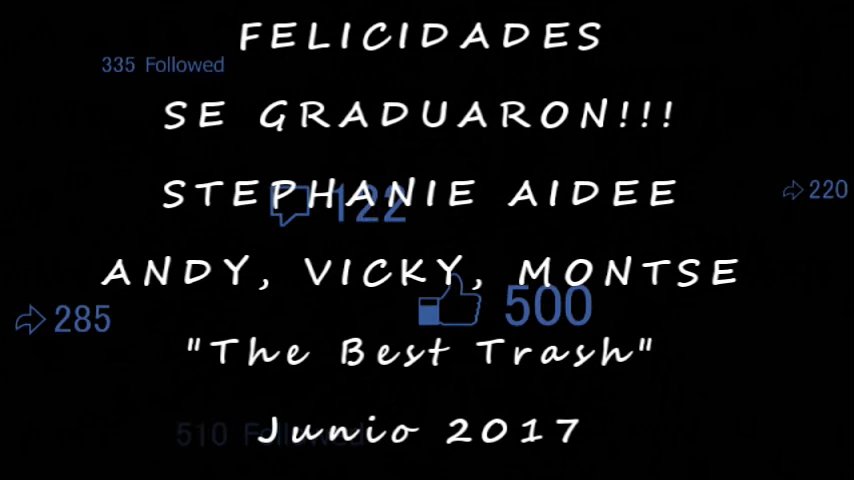 FELICIDADES
335 Followed
SE GRADUARON!!!
STEPHANIE AIDEE
122
220
ANDY, VICKY, MONTSE
285
500
"The Best Trash"
Junio 2017
510 Followed